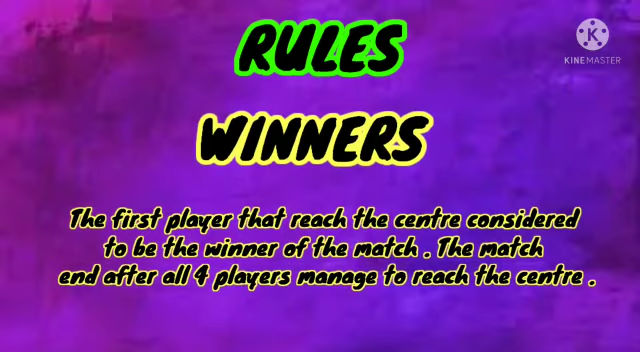 RULES
KINEMASTER
WINNERS
The first player that reach the centre considered
to be the winner of the match . The match
end after all 4 players manage to reach the centre .